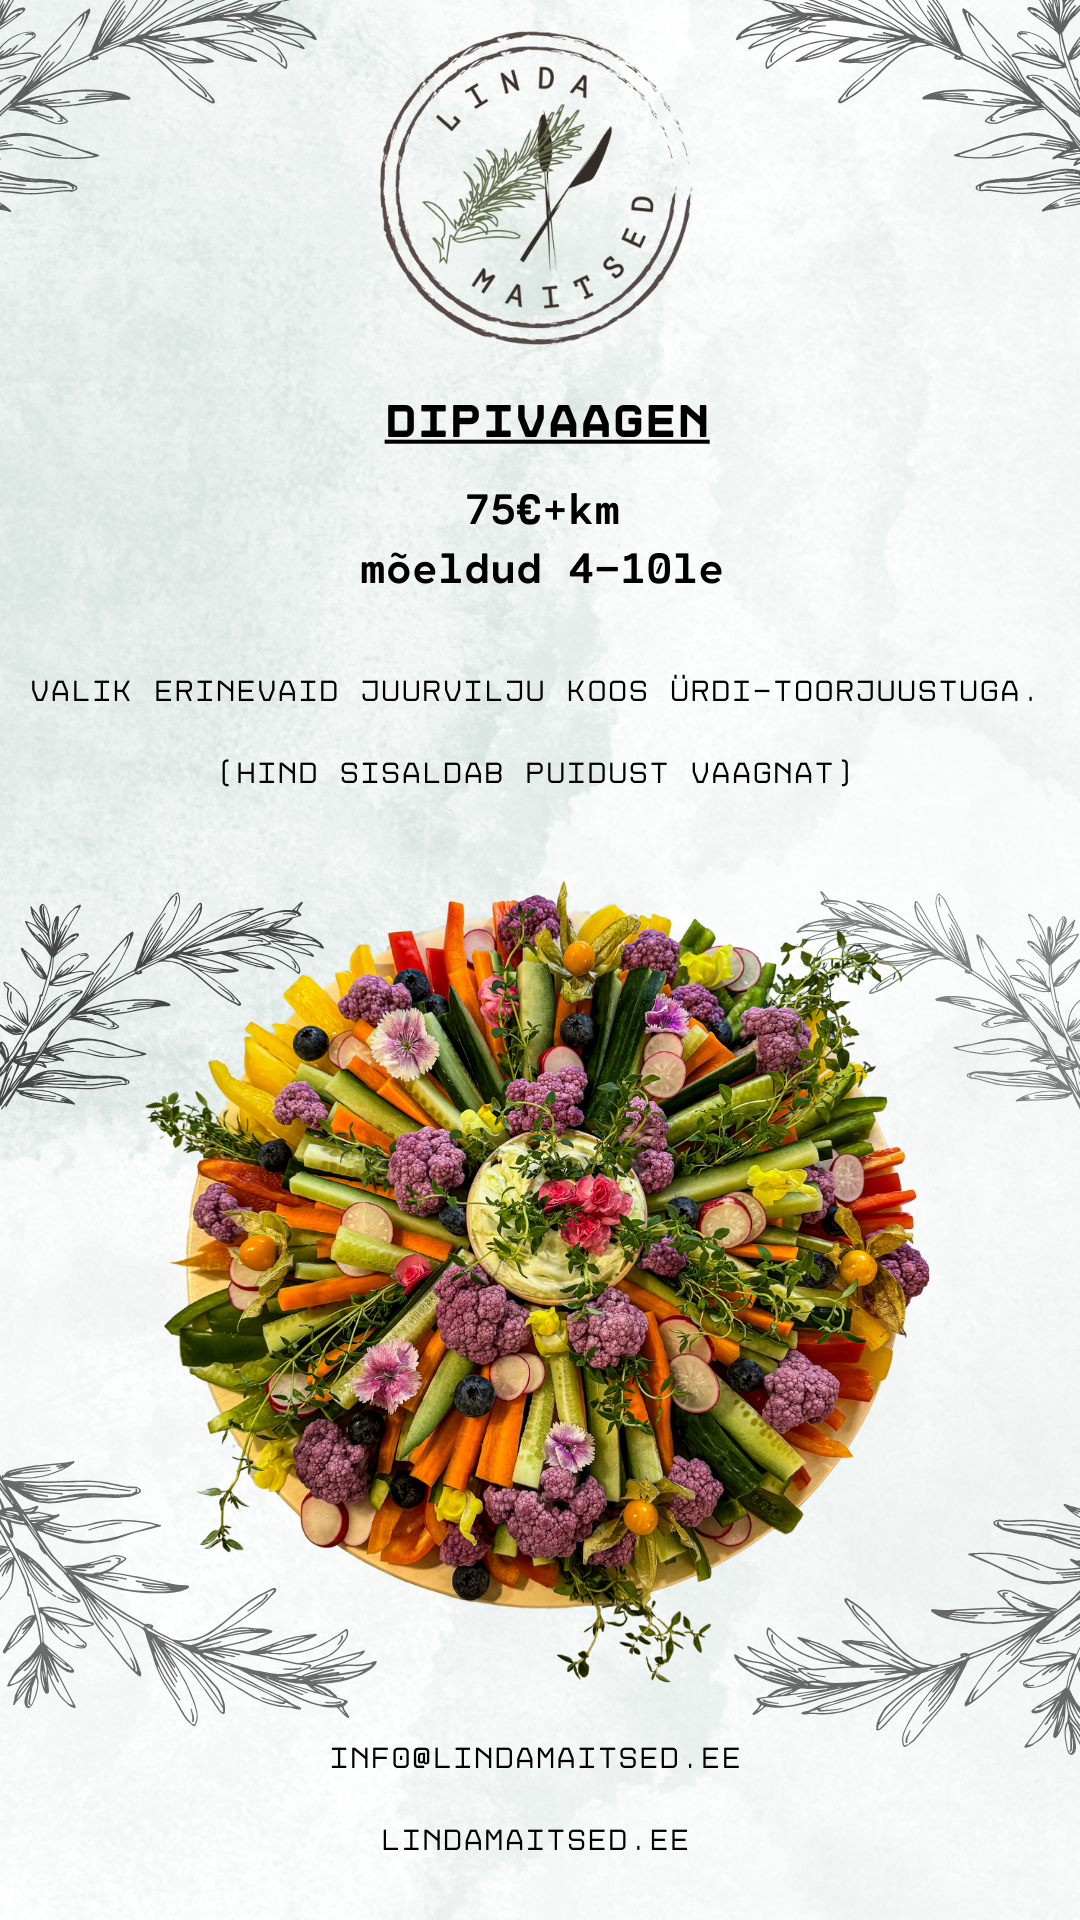 LINDA
MAITSED
DIPIVAAGEN
75€+km
mõeldud 4-10le
VALIK ERINEVAID JUURVILJU KOOS ÜRDI-TOORJUUSTUGA.
(HIND SISALDAB PUIDUST VAAGNAT)
INFO@LINDAMAITSED.EE
LINDAMAITSED.EE